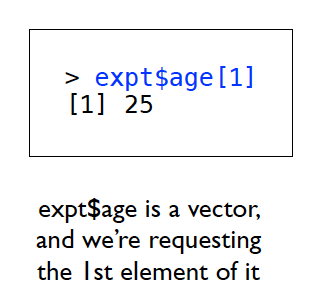 > expt$age[1]
[1] 25
expt$age is a vector,
and we’re requesting
the 1st element of it